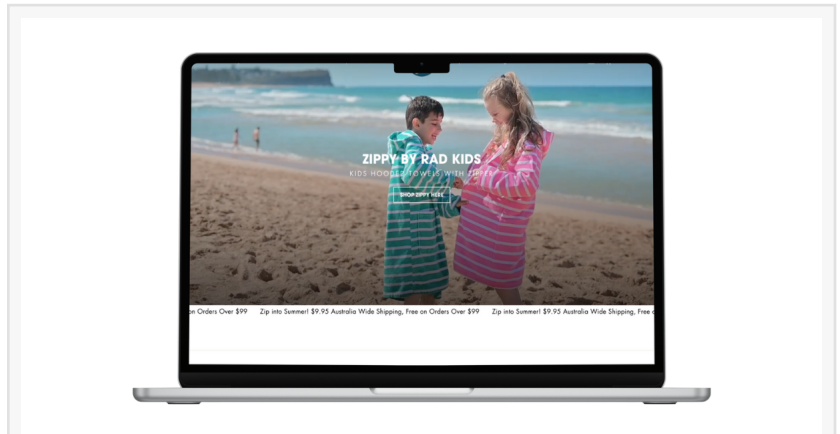 ZIPPY BY RAD KIDS
KIDS HOODED TOWELS WITH ZIPPER
SHOP ZIPPY HERE
on Orders Over $99 Zip into Summer! $9.95 Australia Wide Shipping, Free on Orders Over $99 Zip into Summer! $9.95 Australia Wide Shipping, Free